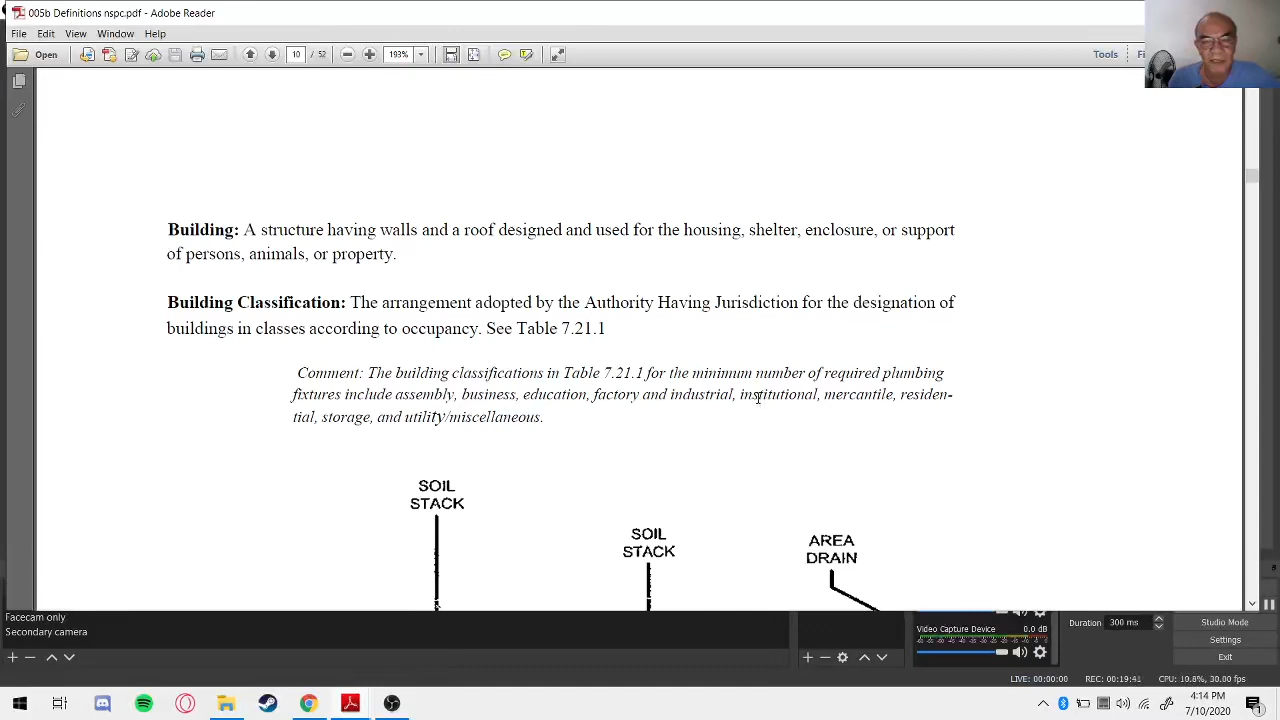 005b Definitions nspc.pdf - Adobe Reader
File Edit View Window Help
Open 10 / 52 193% Tools
Building: A structure having walls and a roof designed and used for the housing, shelter, enclosure, or support
of persons, animals, or property.
Building Classification: The arrangement adopted by the Authority Having Jurisdiction for the designation of
buildings in classes according to occupancy. See Table 7.21.1
Comment: The building classifications in Table 7.21.1 for the minimum number of required plumbing
fixtures include assembly, business, education, factory and industrial, institutional, mercantile, residen-
tial, storage, and utility/miscellaneous.
SOIL
STACK
SOIL
STACK
AREA
DRAIN
Facecam only
Secondary camera
Video Capture Device 0.0 dB
Duration 300 ms
Studio Mode
Settings
Exit
LIVE: 00:00:00 REC: 00:19:41 CPU: 10.8%, 30.00 fps
4:14 PM
7/10/2020